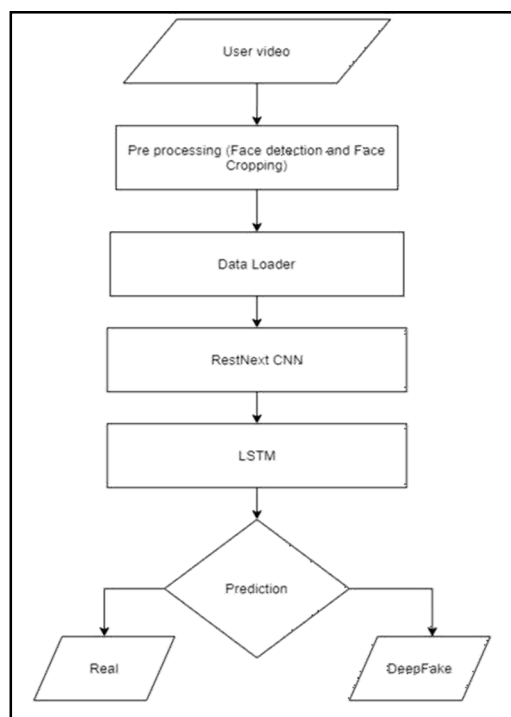 User video
Pre processing (Face detection and Face
Cropping)
Data Loader
RestNext CNN
LSTM
Prediction
Real
DeepFake